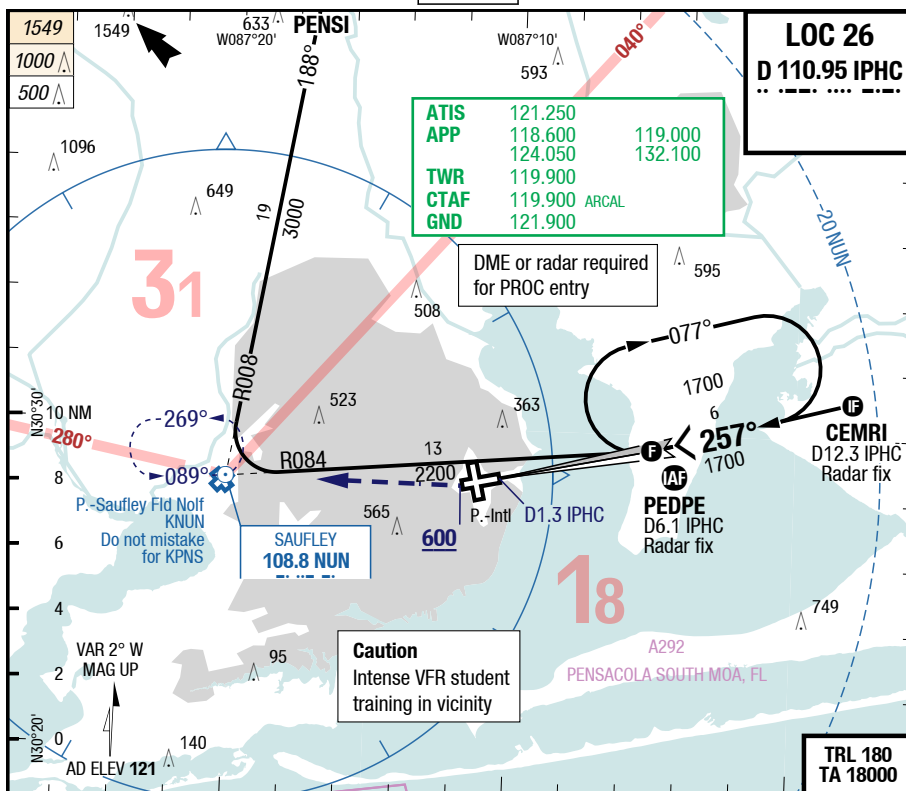 1549
1000
500
1549
633
W087°20'
PENSI
W087°10'
593
040°
LOC 26
D 110.95 IPHC
188°
1096
649
19
3000
ATIS 121.250
APP 118.600 119.000
124.050 132.100
TWR 119.900
CTAF 119.900 ARCAL
GND 121.900
20 NUN
DME or radar required
for PROC entry
595
31
508
077°
R008
523
363
1700
6
N30°30'
10 NM
269°
280°
257°
IF
CEMRI
D12.3 IPHC
Radar fix
13
R084
F
1700
089°
8
2200
IAF
PEDPE
D6.1 IPHC
Radar fix
P.-Saufley Fld Nolf
KNUN
Do not mistake
for KPNS
P.-Intl
D1.3 IPHC
565
600
SAUFLEY
108.8 NUN
6
18
4
749
VAR 2° W
MAG UP
2
95
Caution
Intense VFR student
training in vicinity
A292
PENSACOLA SOUTH MOA, FL
N30°20'
0
140
AD ELEV 121
TRL 180
TA 18000